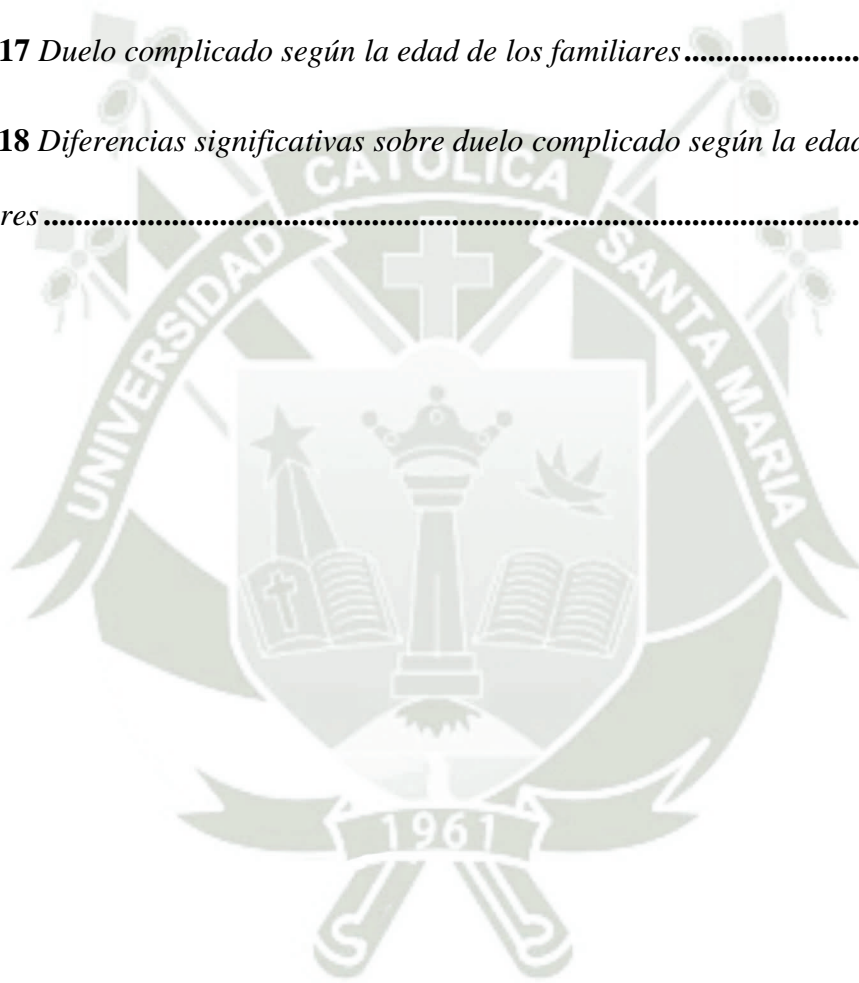 17 Duelo complicado según la edad de los familiares......................
18 Diferencias significativas sobre duelo complicado según la edad
res........................................................................................................
UNIVERSIDAD CATOLICA SANTA MARIA
1961